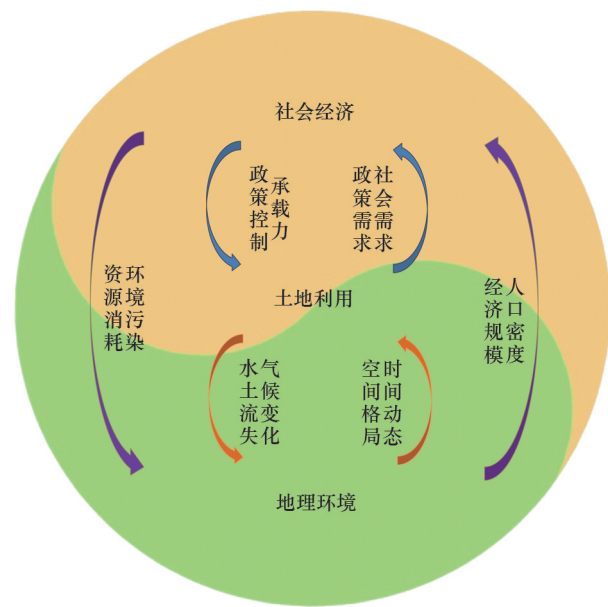 社会经济
政策控制
承载力
政策需求
社会需求
资源消耗
环境污染
土地利用
经济规模
人口密度
水土流失
气候变化
空间格局
时间动态
地理环境